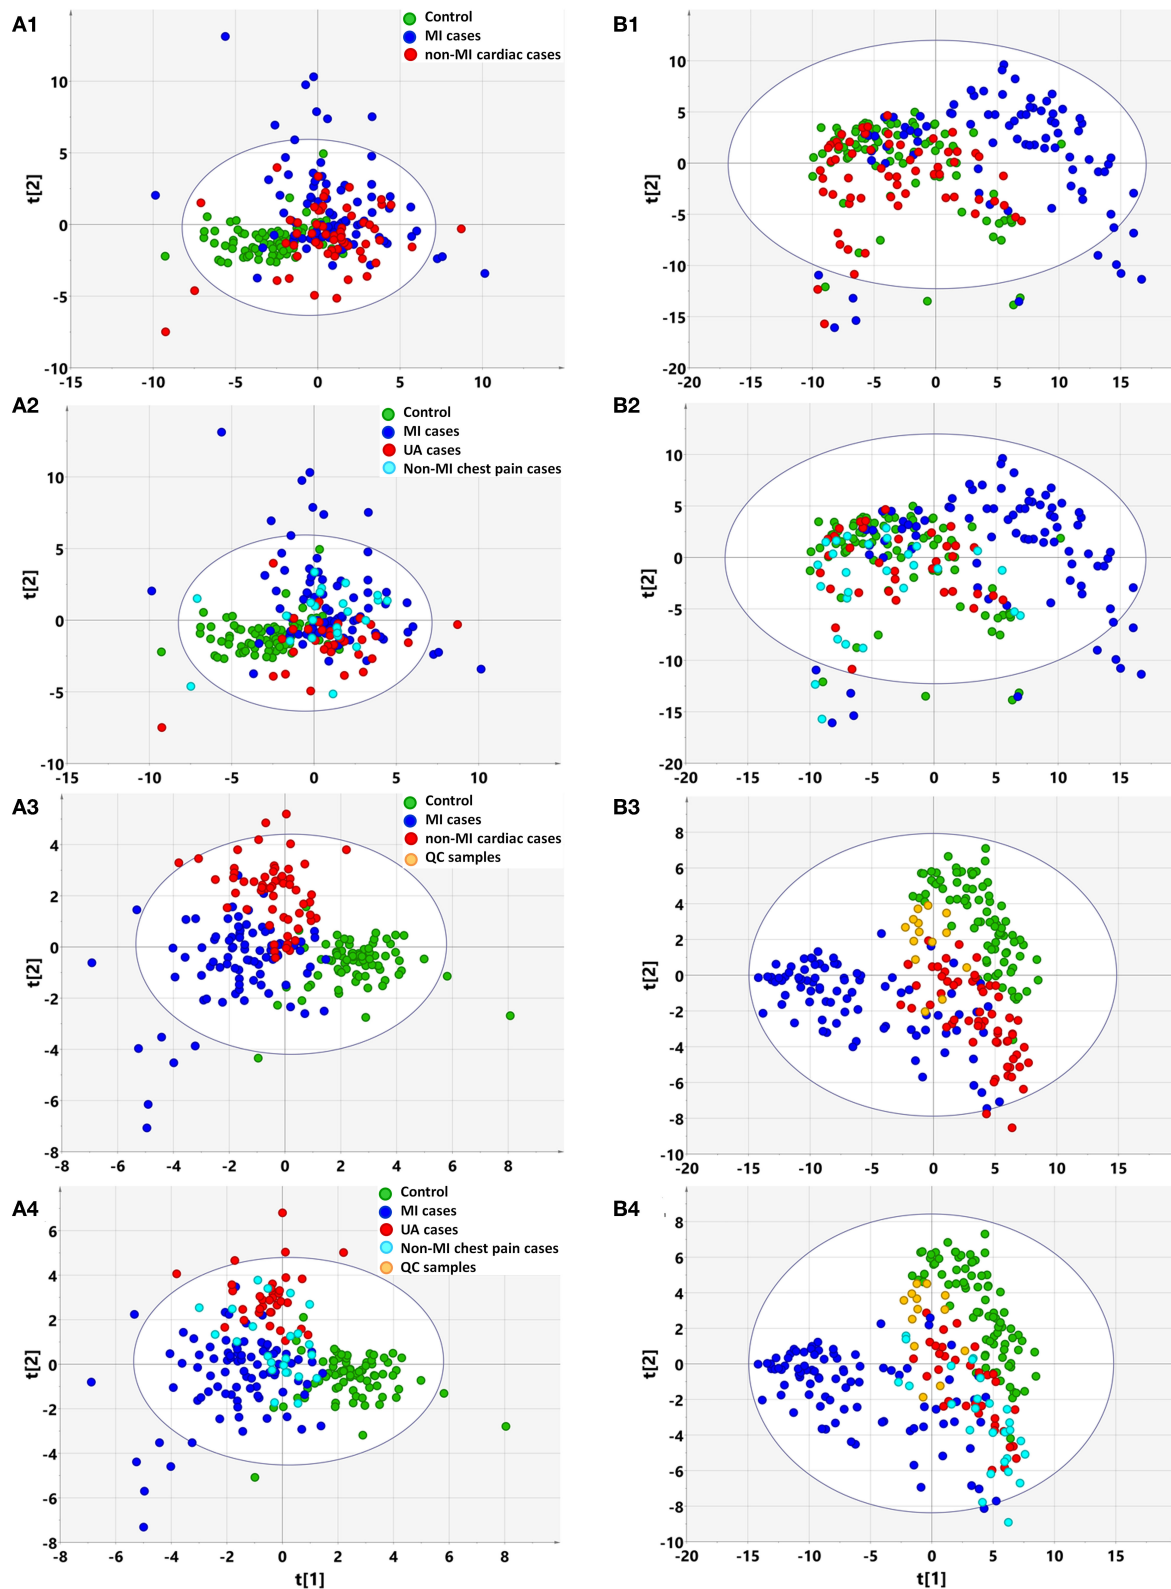 A1
Control
MI cases
non-MI cardiac cases
t[2]
10
5
0
-5
-10
-15 -10 -5 0 5 10
B1
t[2]
10
5
0
-5
-10
-15
-20
-20 -15 -10 -5 0 5 10 15
A2
Control
MI cases
UA cases
Non-MI chest pain cases
t[2]
10
5
0
-5
-10
-15 -10 -5 0 5 10
B2
t[2]
10
5
0
-5
-10
-15
-20
-20 -15 -10 -5 0 5 10 15
A3
Control
MI cases
non-MI cardiac cases
QC samples
t[2]
4
2
0
-2
-4
-6
-8
-8 -6 -4 -2 0 2 4 6 8
B3
t[2]
8
6
4
2
0
-2
-4
-6
-8
-10
-20 -15 -10 -5 0 5 10 15
A4
Control
MI cases
UA cases
Non-MI chest pain cases
QC samples
t[2]
6
4
2
0
-2
-4
-6
-8
-8 -6 -4 -2 0 2 4 6 8
t[1]
B4
t[2]
8
6
4
2
0
-2
-4
-6
-8
-10
-20 -15 -10 -5 0 5 10 15
t[1]